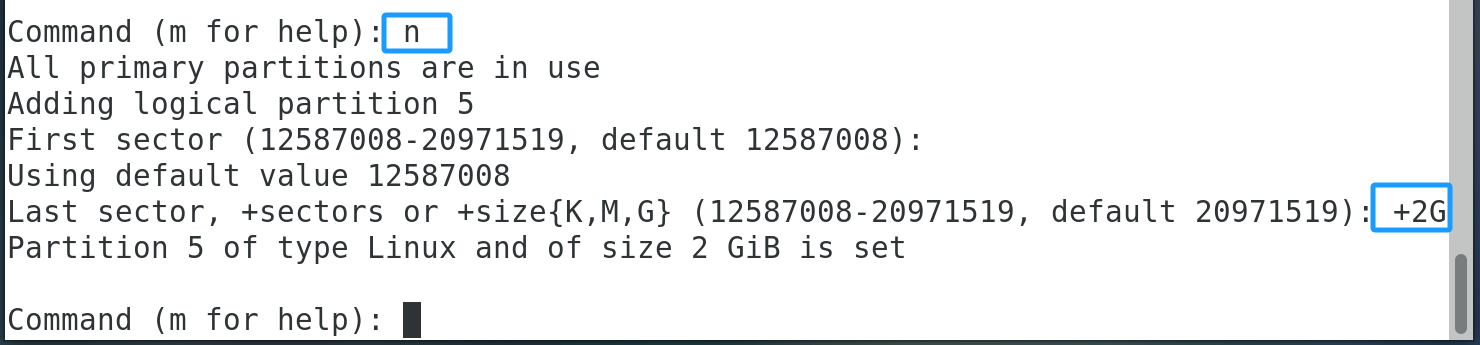 Command (m for help): n
All primary partitions are in use
Adding logical partition 5
First sector (12587008-20971519, default 12587008):
Using default value 12587008
Last sector, +sectors or +size{K,M,G} (12587008-20971519, default 20971519): +2G
Partition 5 of type Linux and of size 2 GiB is set
Command (m for help):